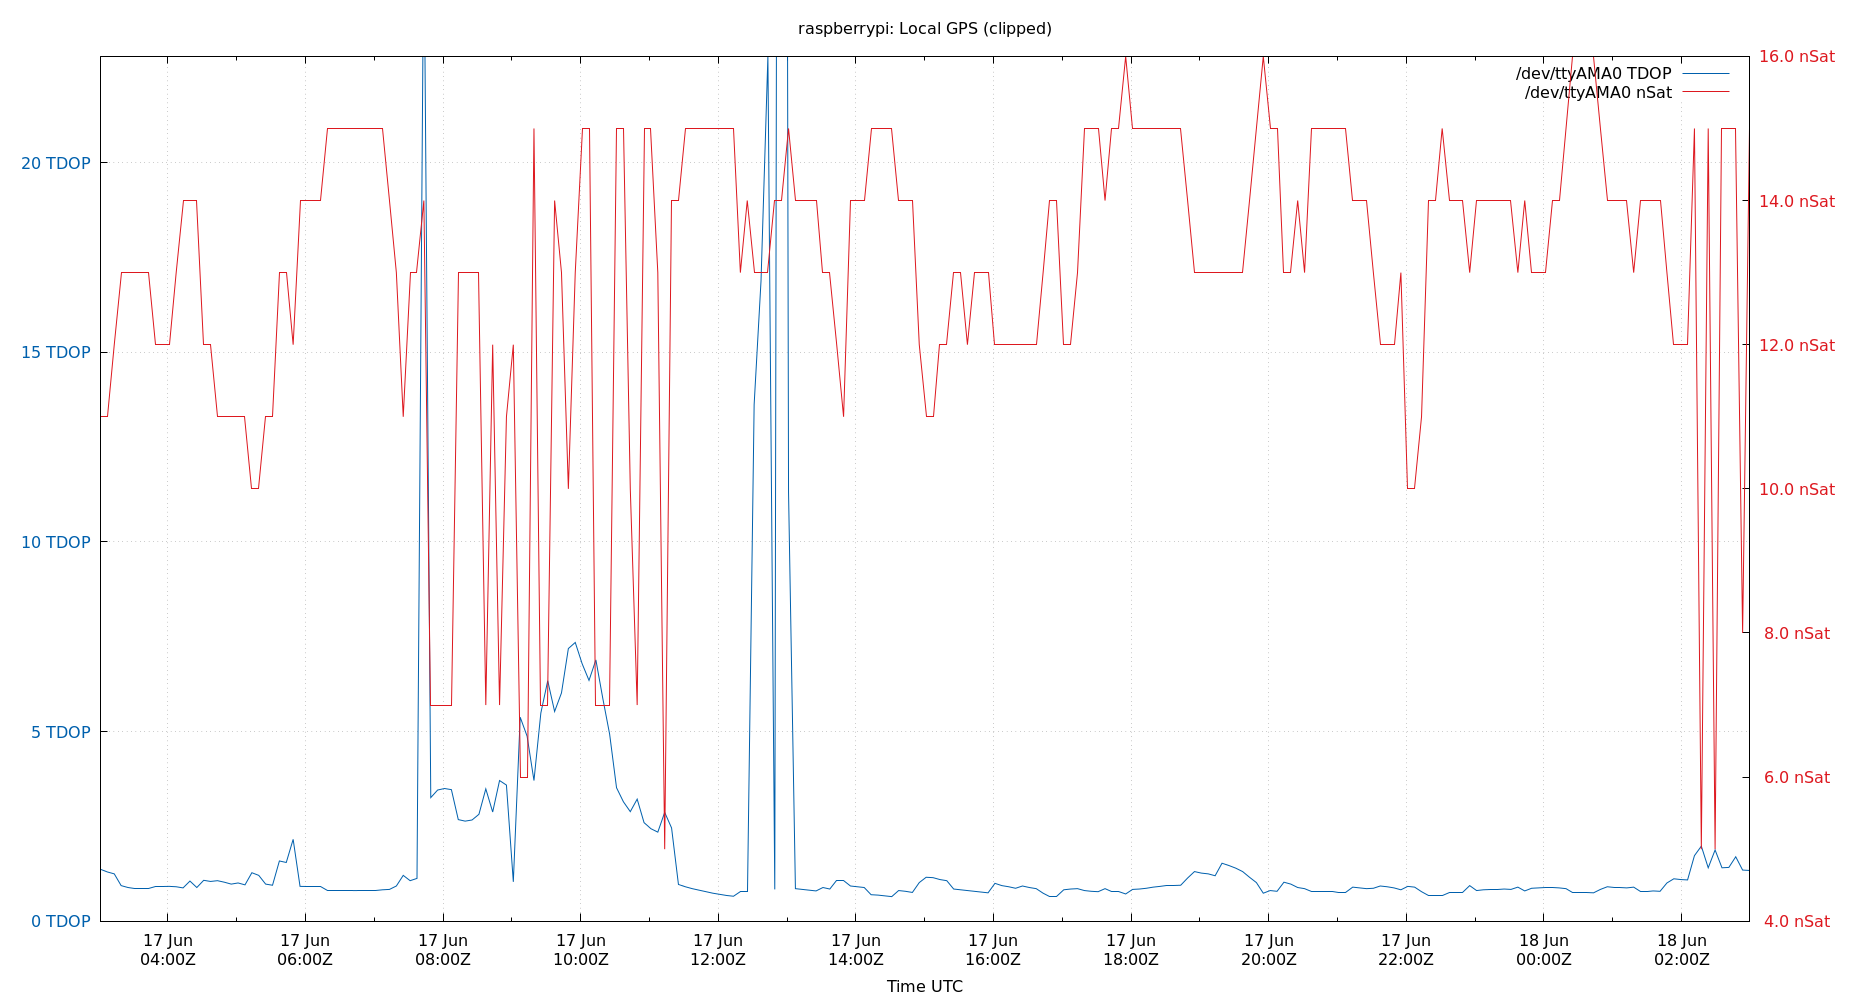 raspberrypi: Local GPS (clipped)
16.0 nSat
/dev/ttyAMA0 TDOP
/dev/ttyAMA0 nSat
20 TDOP
14.0 nSat
15 TDOP
12.0 nSat
10.0 nSat
10 TDOP
8.0 nSat
5 TDOP
6.0 nSat
0 TDOP
4.0 nSat
17 Jun 17 Jun 17 Jun 17 Jun 17 Jun 17 Jun 17 Jun 17 Jun 17 Jun 17 Jun 18 Jun 18 Jun
04:00Z 06:00Z 08:00Z 10:00Z 12:00Z 14:00Z 16:00Z 18:00Z 20:00Z 22:00Z 00:00Z 02:00Z
Time UTC